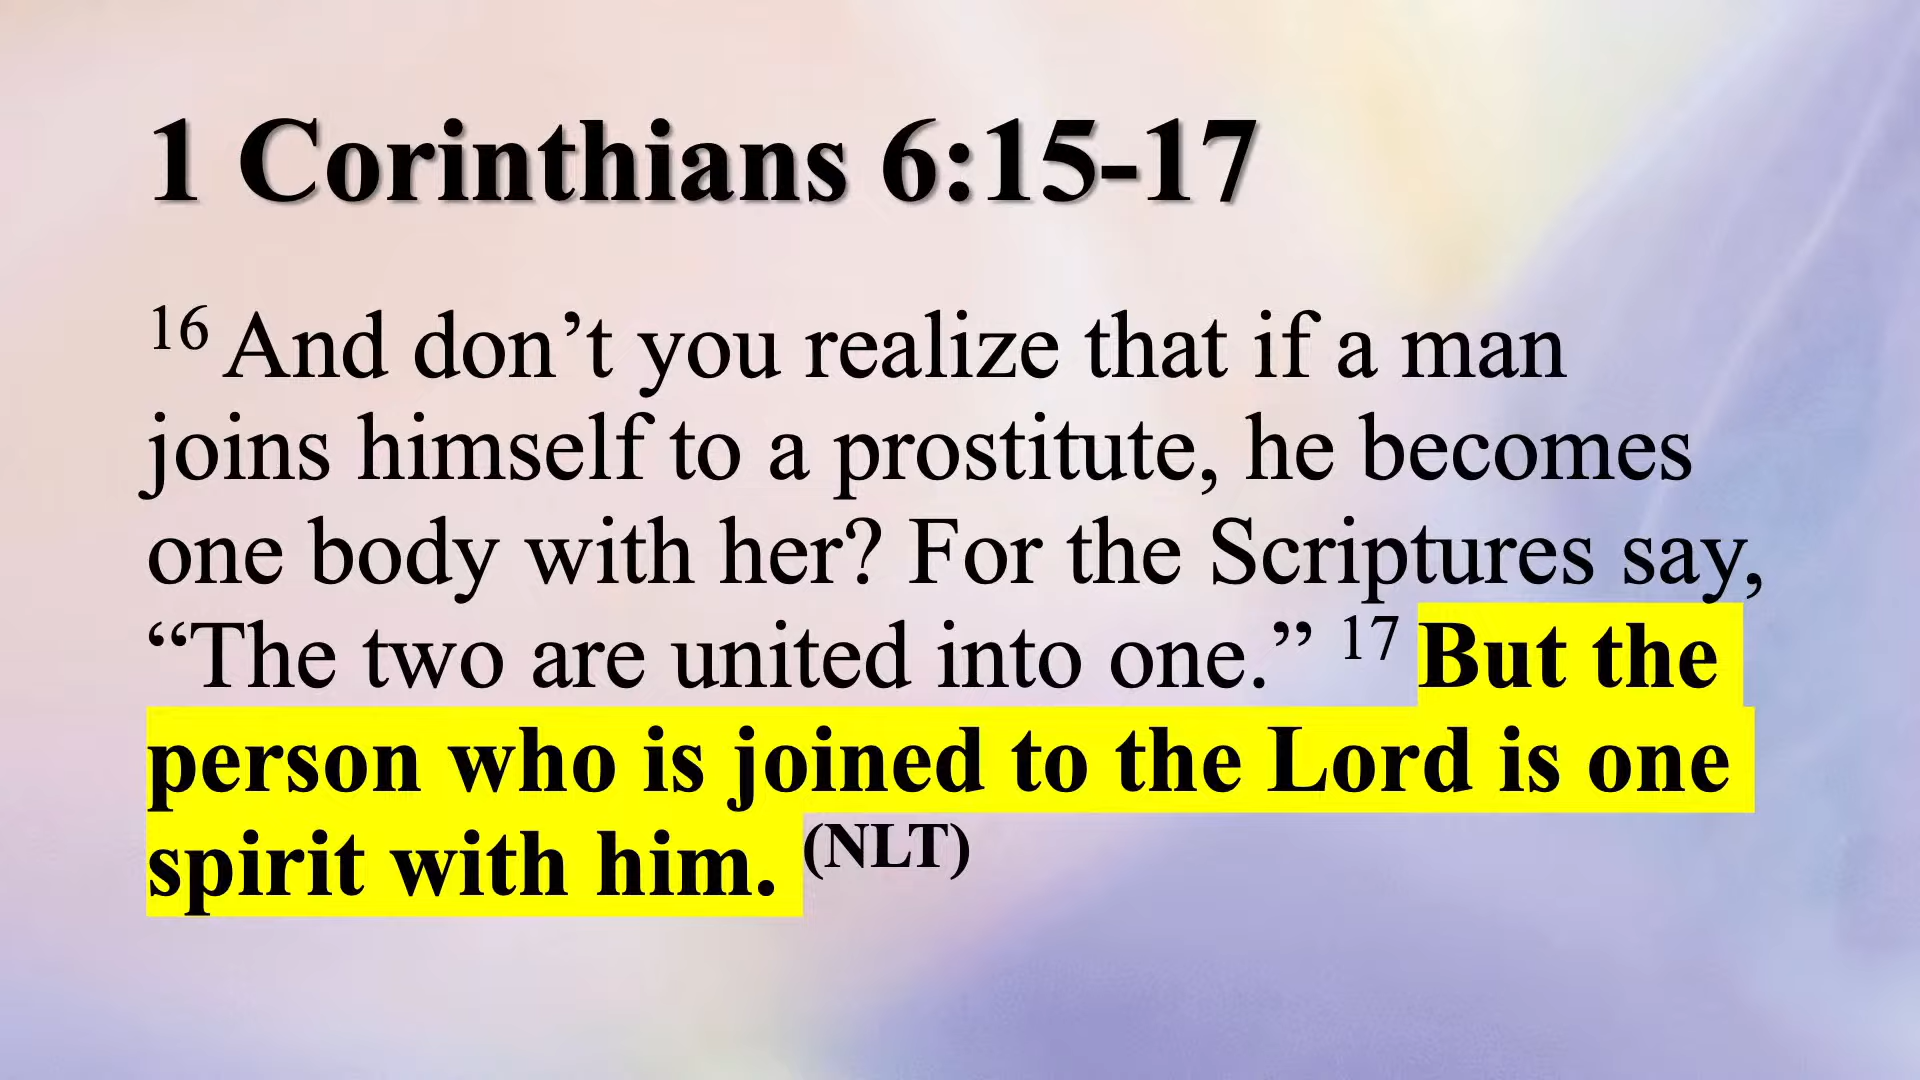 1 Corinthians 6:15-17
16 And don’t you realize that if a man
joins himself to a prostitute, he becomes
one body with her? For the Scriptures say,
“The two are united into one.” 17 But the
person who is joined to the Lord is one
spirit with him. (NLT)